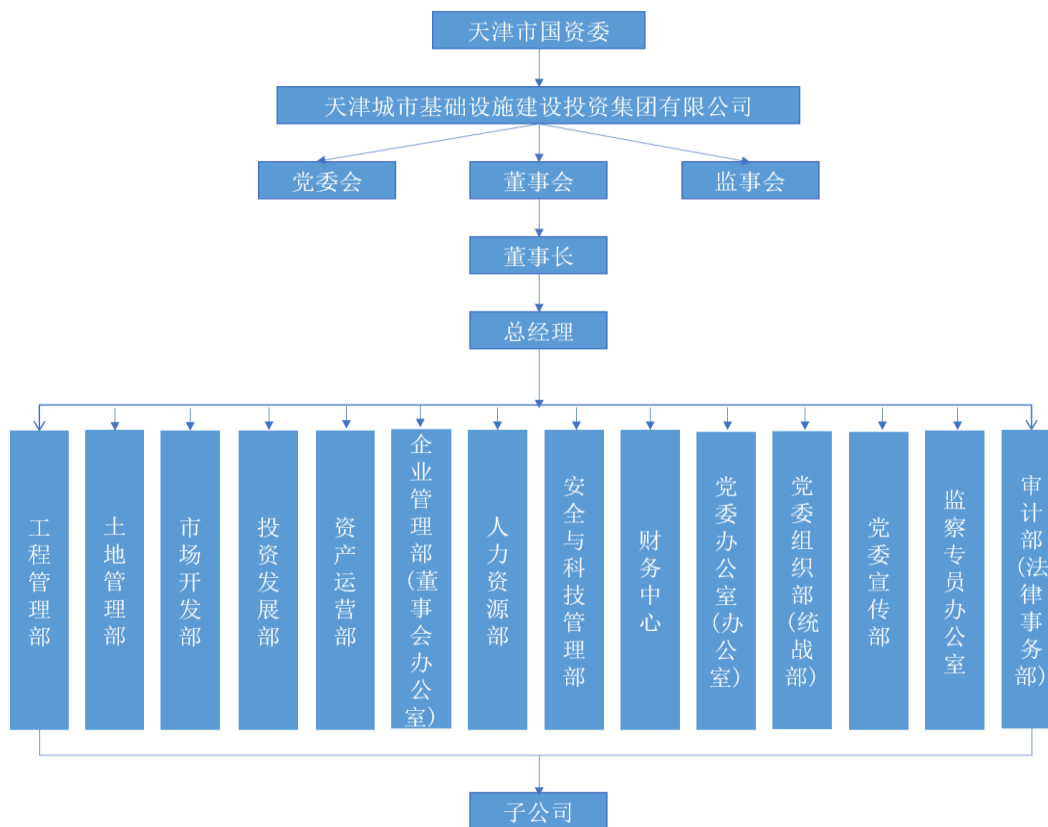 天津市国资委
天津城市基础设施建设投资集团有限公司
党委会
董事会
监事会
董事长
总经理
工程管理部
土地管理部
市场开发部
投资发展部
资产运营部
企业管理部(董事会办公室)
人力资源部
安全与科技管理部
财务中心
党委办公室(办公室)
党委组织部(统战部)
党委宣传部
监察专员办公室
审计部(法律事务部)
子公司